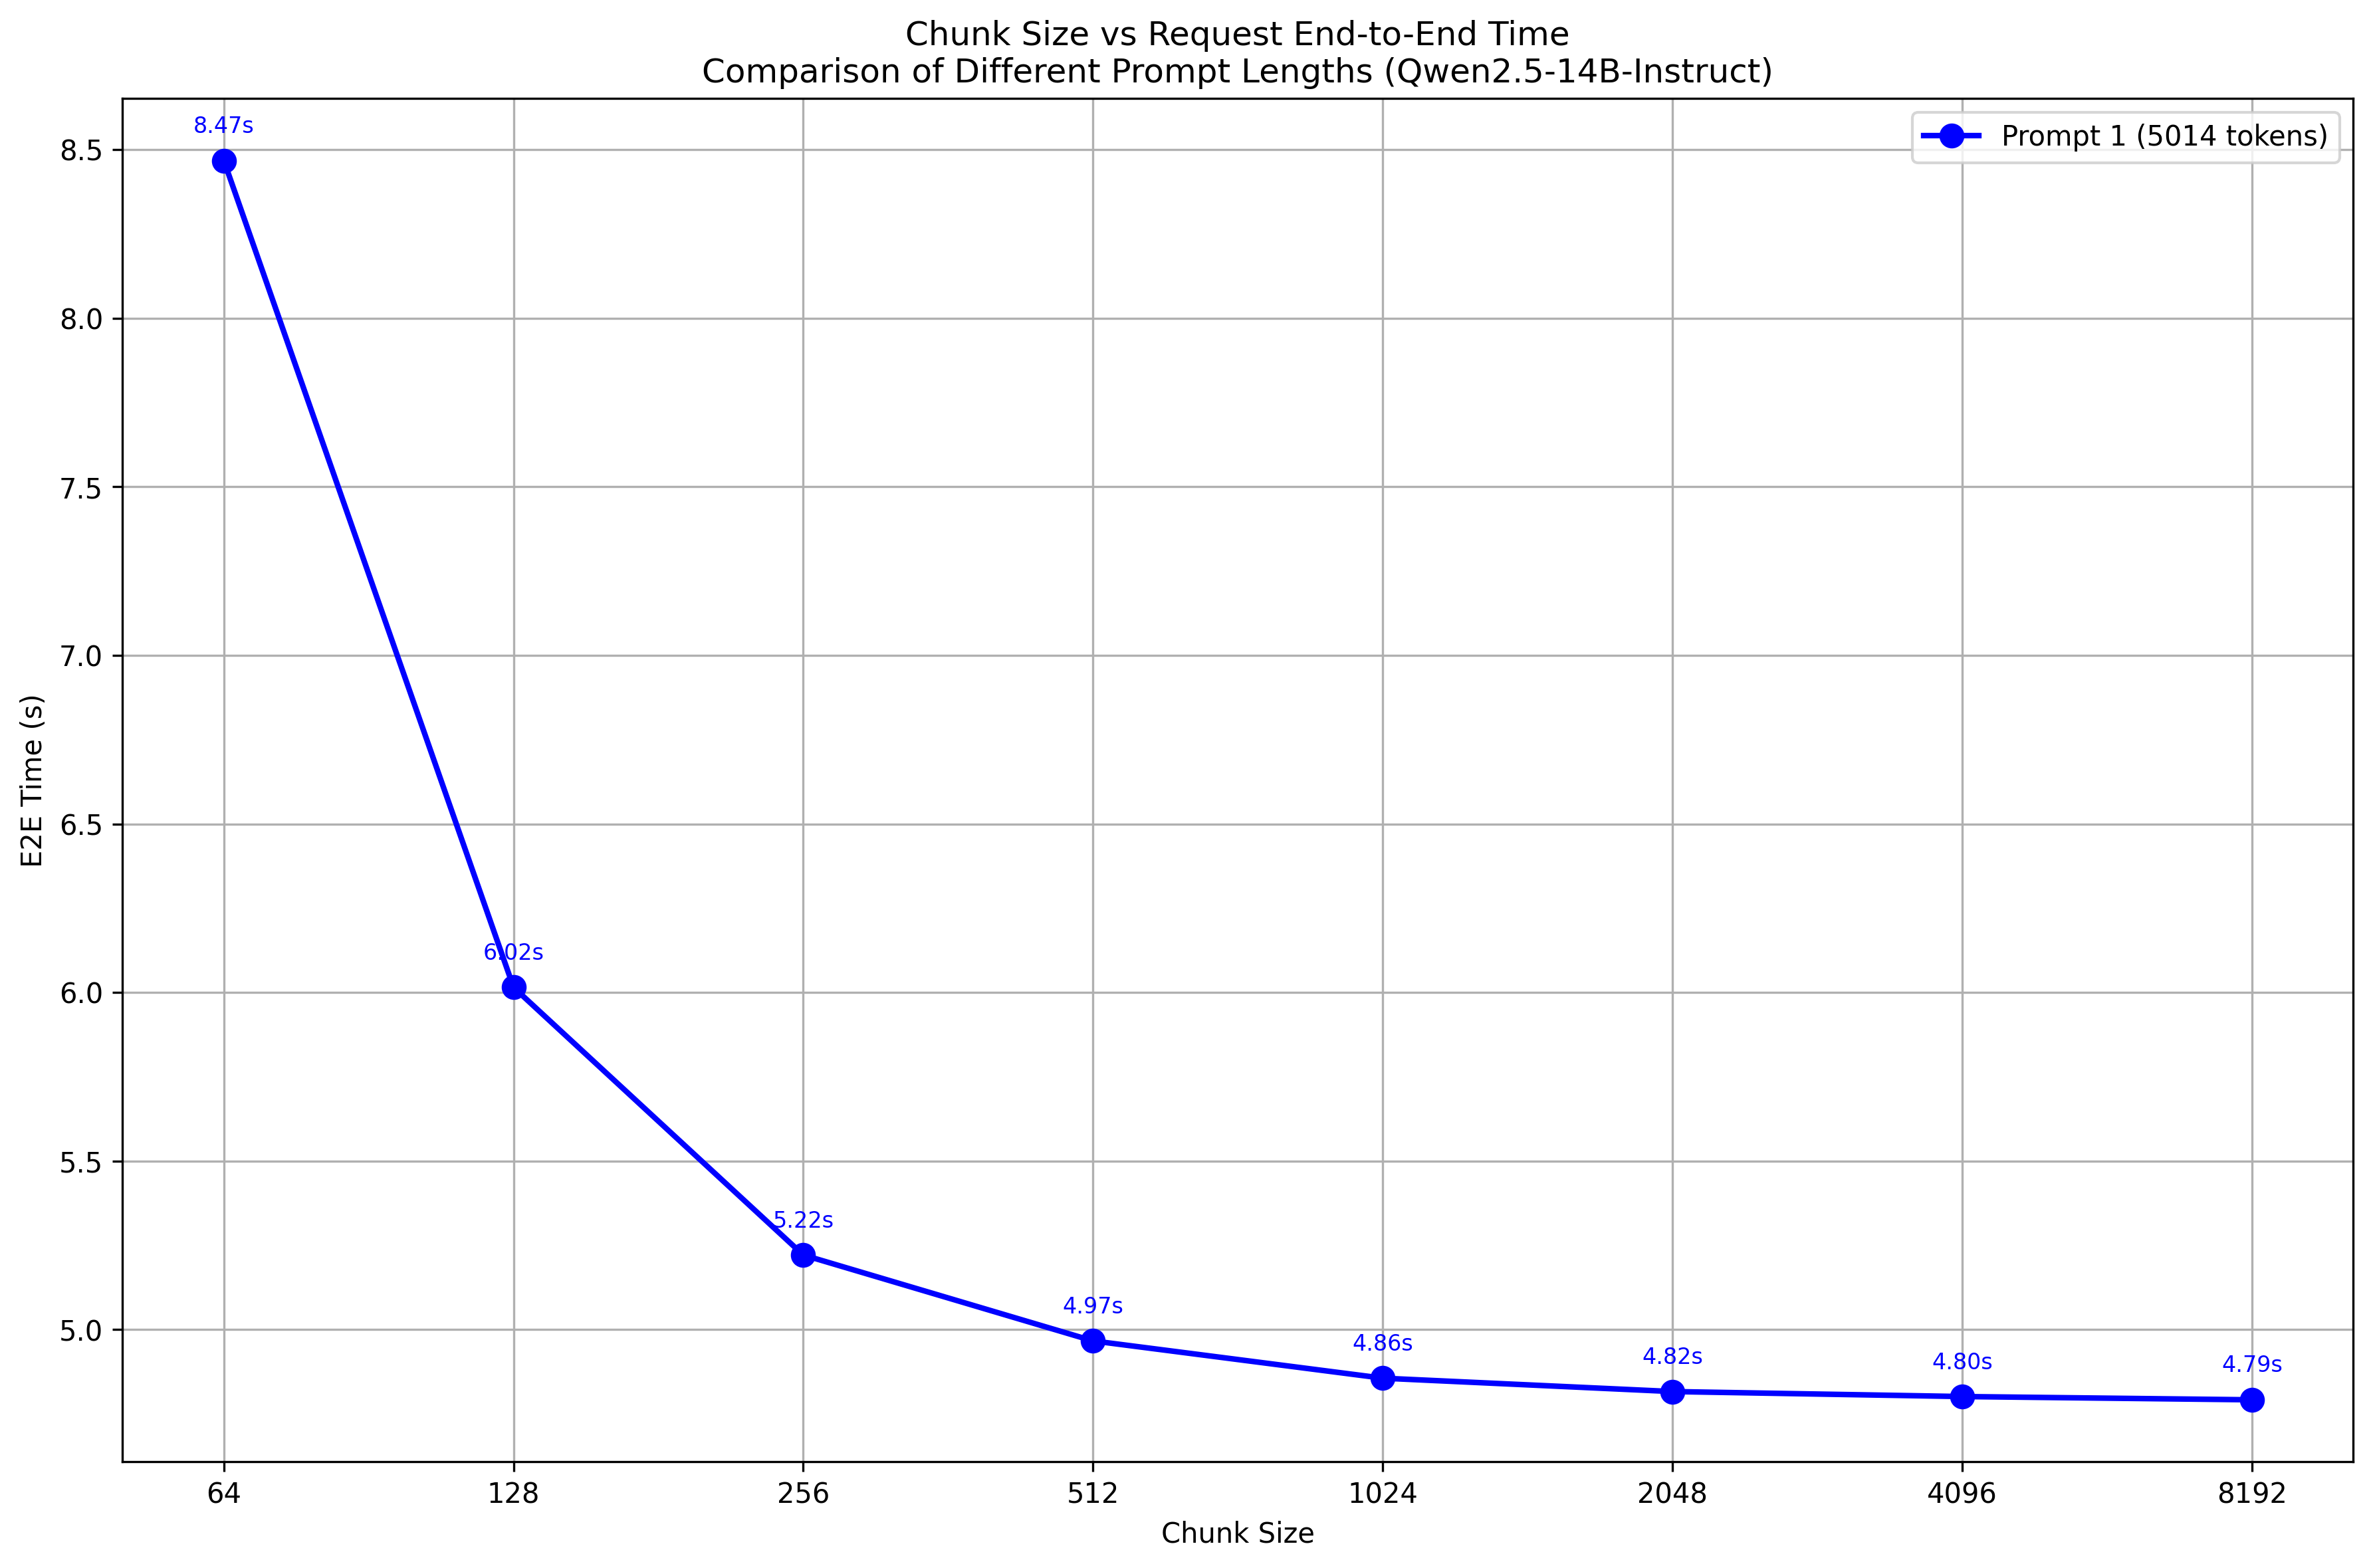 Chunk Size vs Request End-to-End Time
Comparison of Different Prompt Lengths (Qwen2.5-14B-Instruct)
Prompt 1 (5014 tokens)
8.47s
6.02s
5.22s
4.97s
4.86s
4.82s
4.80s
4.79s
E2E Time (s)
8.5
8.0
7.5
7.0
6.5
6.0
5.5
5.0
64 128 256 512 1024 2048 4096 8192
Chunk Size